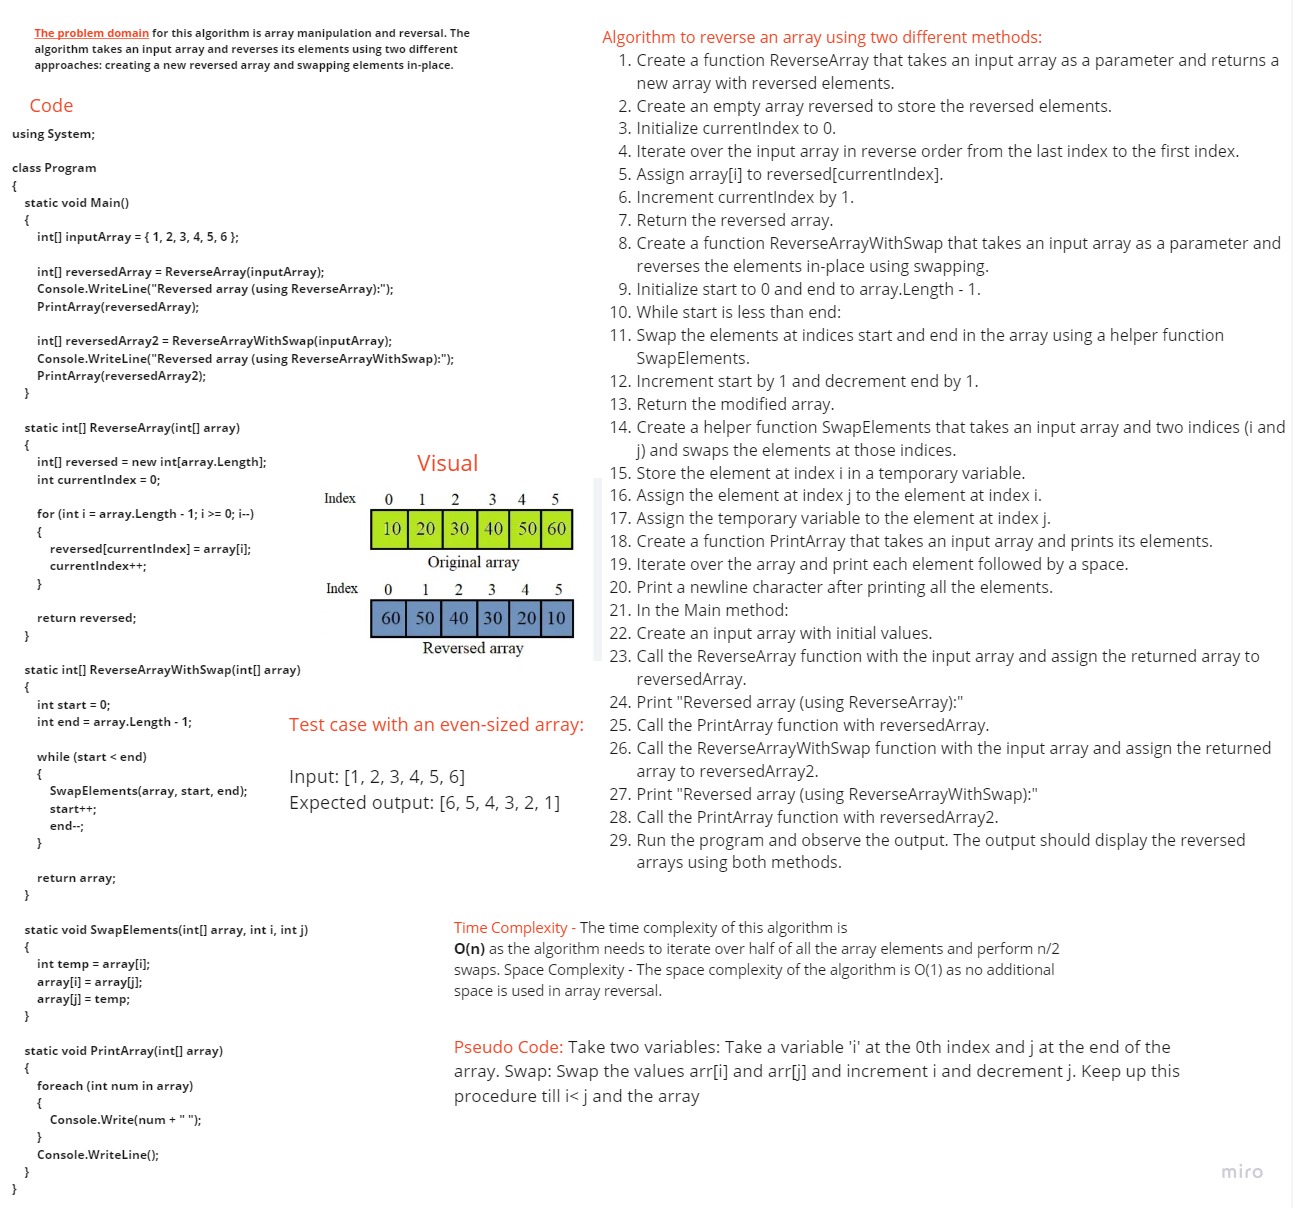 The problem domain for this algorithm is array manipulation and reversal. The
algorithm takes an input array and reverses its elements using two different
approaches: creating a new reversed array and swapping elements in-place.
Code
using System;
class Program
{
static void Main()
{
int[] inputArray = { 1, 2, 3, 4, 5, 6 };
int[] reversedArray = ReverseArray(inputArray);
Console.WriteLine("Reversed array (using ReverseArray):");
PrintArray(reversedArray);
int[] reversedArray2 = ReverseArrayWithSwap(inputArray);
Console.WriteLine("Reversed array (using ReverseArrayWithSwap):");
PrintArray(reversedArray2);
}
static int[] ReverseArray(int[] array)
{
int[] reversed = new int[array.Length];
int currentIndex = 0;
for (int i = array.Length - 1; i >= 0; i--)
{
reversed[currentIndex] = array[i];
currentIndex++;
}
return reversed;
}
static int[] ReverseArrayWithSwap(int[] array)
{
int start = 0;
int end = array.Length - 1;
while (start < end)
{
SwapElements(array, start, end);
start++;
end--;
}
return array;
}
static void SwapElements(int[] array, int i, int j)
{
int temp = array[i];
array[i] = array[j];
array[j] = temp;
}
static void PrintArray(int[] array)
{
foreach (int num in array)
{
Console.Write(num + " ");
}
Console.WriteLine();
}
}
Visual
Index 0 1 2 3 4 5
10 20 30 40 50 60
Original array
Index 0 1 2 3 4 5
60 50 40 30 20 10
Reversed array
Test case with an even-sized array:
Input: [1, 2, 3, 4, 5, 6]
Expected output: [6, 5, 4, 3, 2, 1]
Algorithm to reverse an array using two different methods:
1. Create a function ReverseArray that takes an input array as a parameter and returns a
new array with reversed elements.
2. Create an empty array reversed to store the reversed elements.
3. Initialize currentIndex to 0.
4. Iterate over the input array in reverse order from the last index to the first index.
5. Assign array[i] to reversed[currentIndex].
6. Increment currentIndex by 1.
7. Return the reversed array.
8. Create a function ReverseArrayWithSwap that takes an input array as a parameter and
reverses the elements in-place using swapping.
9. Initialize start to 0 and end to array.Length - 1.
10. While start is less than end:
11. Swap the elements at indices start and end in the array using a helper function
SwapElements.
12. Increment start by 1 and decrement end by 1.
13. Return the modified array.
14. Create a helper function SwapElements that takes an input array and two indices (i and
j) and swaps the elements at those indices.
15. Store the element at index i in a temporary variable.
16. Assign the element at index j to the element at index i.
17. Assign the temporary variable to the element at index j.
18. Create a function PrintArray that takes an input array and prints its elements.
19. Iterate over the array and print each element followed by a space.
20. Print a newline character after printing all the elements.
21. In the Main method:
22. Create an input array with initial values.
23. Call the ReverseArray function with the input array and assign the returned array to
reversedArray.
24. Print "Reversed array (using ReverseArray):"
25. Call the PrintArray function with reversedArray.
26. Call the ReverseArrayWithSwap function with the input array and assign the returned
array to reversedArray2.
27. Print "Reversed array (using ReverseArrayWithSwap):"
28. Call the PrintArray function with reversedArray2.
29. Run the program and observe the output. The output should display the reversed
arrays using both methods.
Time Complexity - The time complexity of this algorithm is
O(n) as the algorithm needs to iterate over half of all the array elements and perform n/2
swaps. Space Complexity - The space complexity of the algorithm is O(1) as no additional
space is used in array reversal.
Pseudo Code: Take two variables: Take a variable 'i' at the 0th index and j at the end of the
array. Swap: Swap the values arr[i] and arr[j] and increment i and decrement j. Keep up this
procedure till i< j and the array
miro